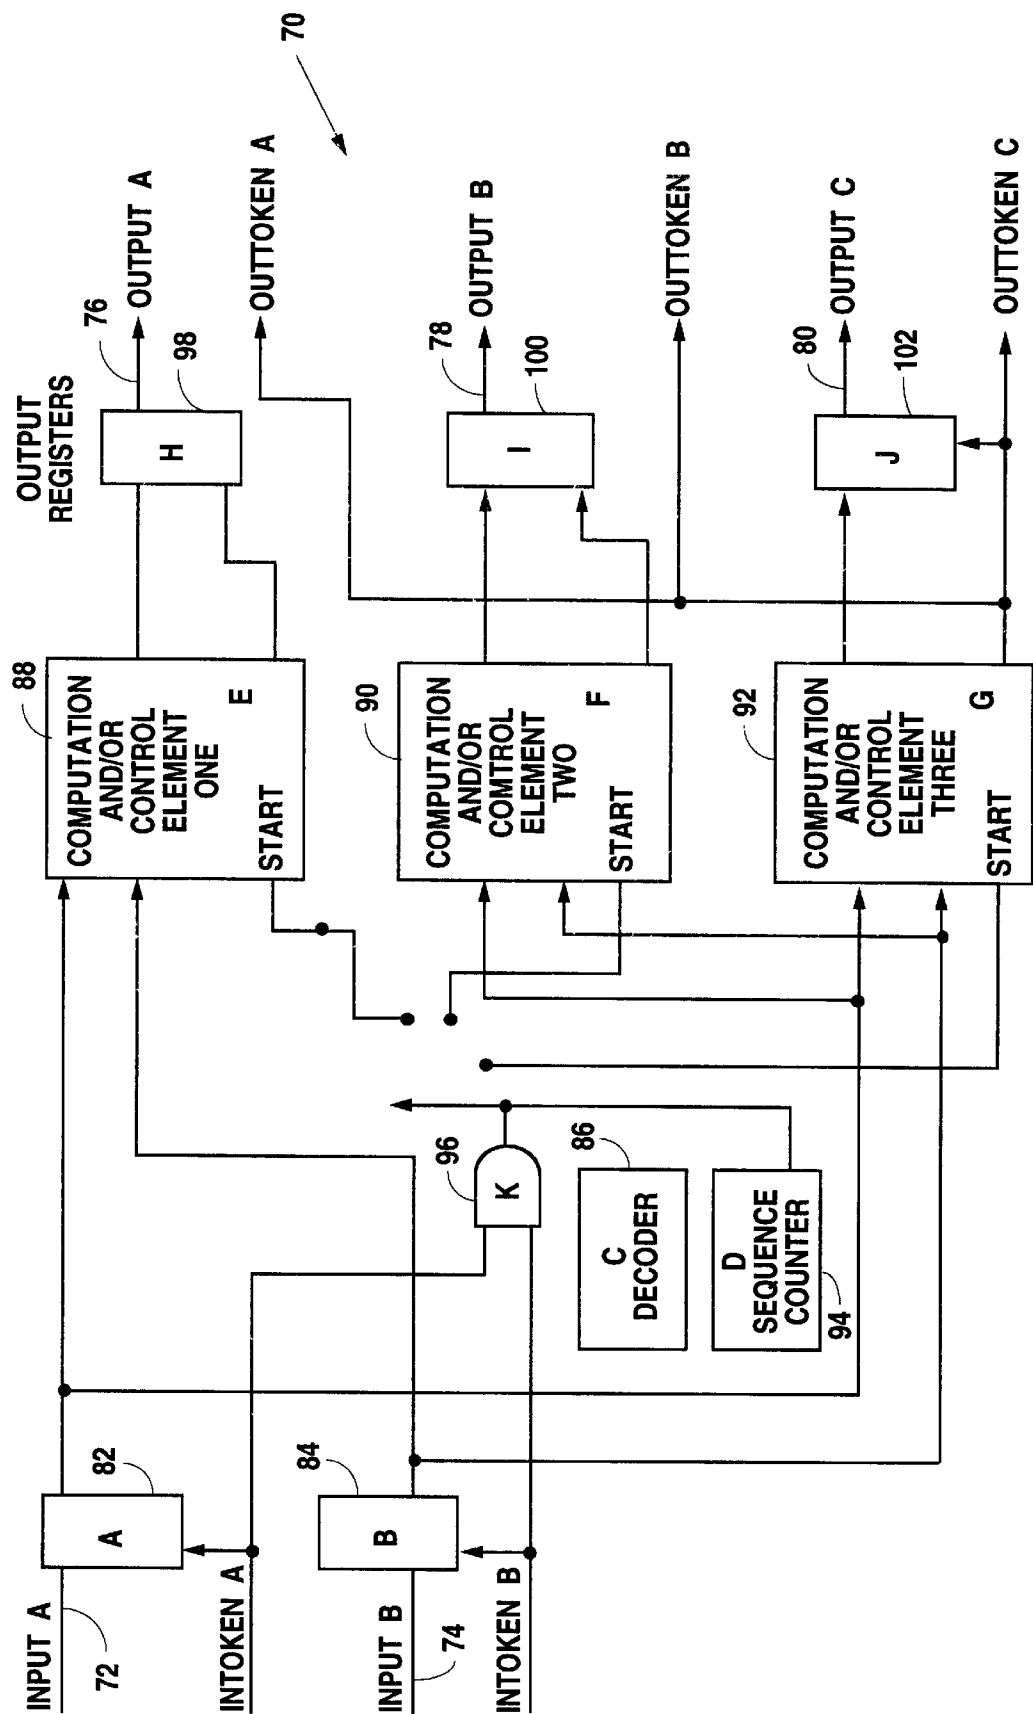 INPUT A
72
INTOKEN A
INPUT B
74
INTOKEN B
A
82
B
84
K
96
C
DECODER
86
D
SEQUENCE
COUNTER
94
COMPUTATION
AND/OR
CONTROL
ELEMENT
ONE
E
START
88
COMPUTATION
AND/OR
COMTROL
ELEMENT
TWO
F
START
90
COMPUTATION
AND/OR
CONTROL
ELEMENT
THREE
G
START
92
OUTPUT
REGISTERS
H
76
98
OUTPUT A
OUTTOKEN A
I
78
100
OUTPUT B
OUTTOKEN B
J
80
102
OUTPUT C
OUTTOKEN C
70